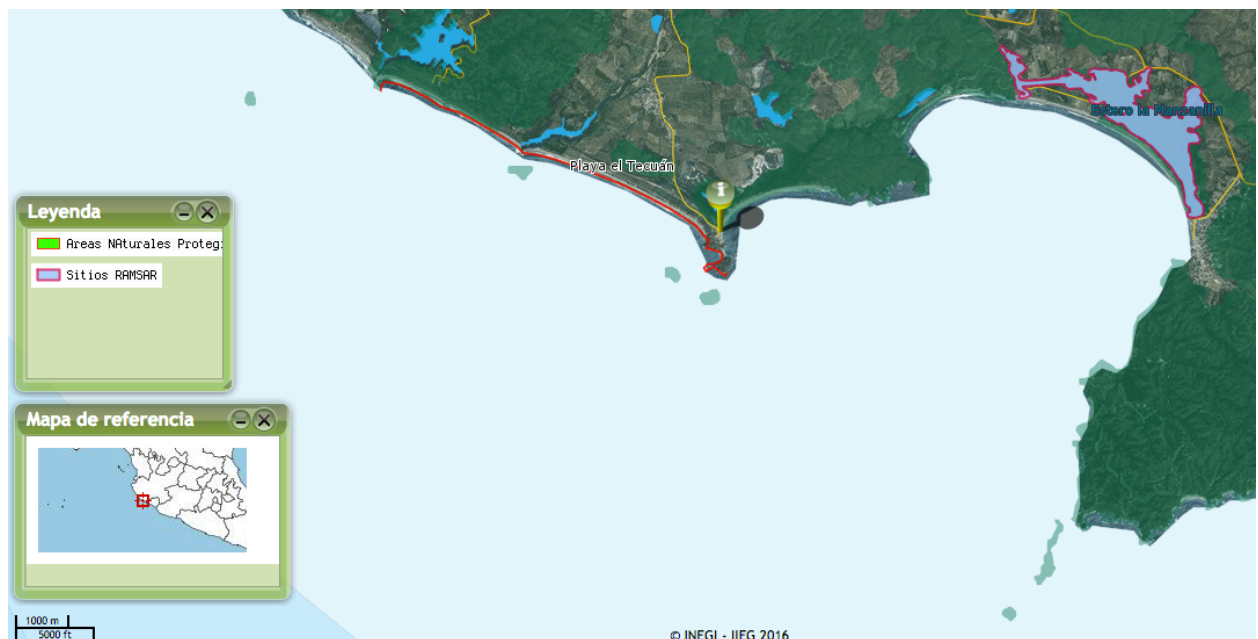 Estero la Manzanilla
Playa el Tecuán
i
Leyenda
Areas NAturales Proteg
Sitios RAMSAR
Mapa de referencia
1000 m
5000 ft
© INEGI - IIEG 2016